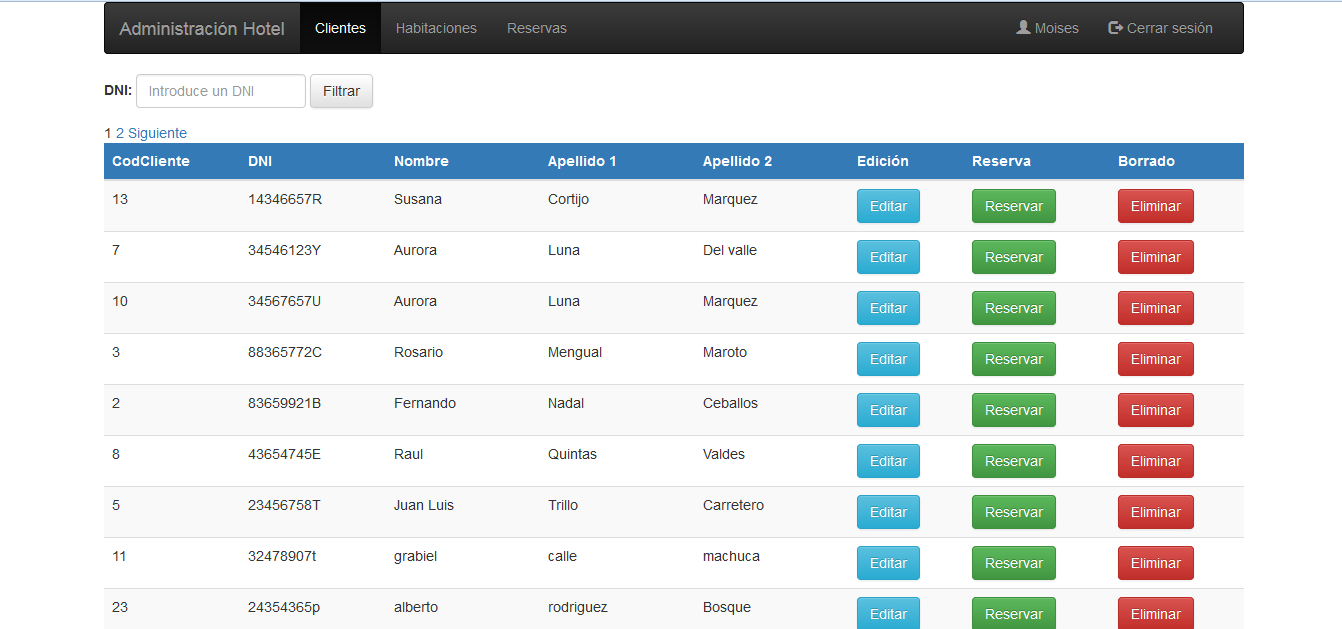 Administración Hotel Clientes Habitaciones Reservas Moises Cerrar sesión
DNI: Introduce un DNI Filtrar
1 2 Siguiente
CodCliente DNI Nombre Apellido 1 Apellido 2 Edición Reserva Borrado
13 14346657R Susana Cortijo Marquez Editar Reservar Eliminar
7 34546123Y Aurora Luna Del valle Editar Reservar Eliminar
10 34567657U Aurora Luna Marquez Editar Reservar Eliminar
3 88365772C Rosario Mengual Maroto Editar Reservar Eliminar
2 83659921B Fernando Nadal Ceballos Editar Reservar Eliminar
8 43654745E Raul Quintas Valdes Editar Reservar Eliminar
5 23456758T Juan Luis Trillo Carretero Editar Reservar Eliminar
11 32478907t grabiel calle machuca Editar Reservar Eliminar
23 24354365p alberto rodriguez Bosque Editar Reservar Eliminar